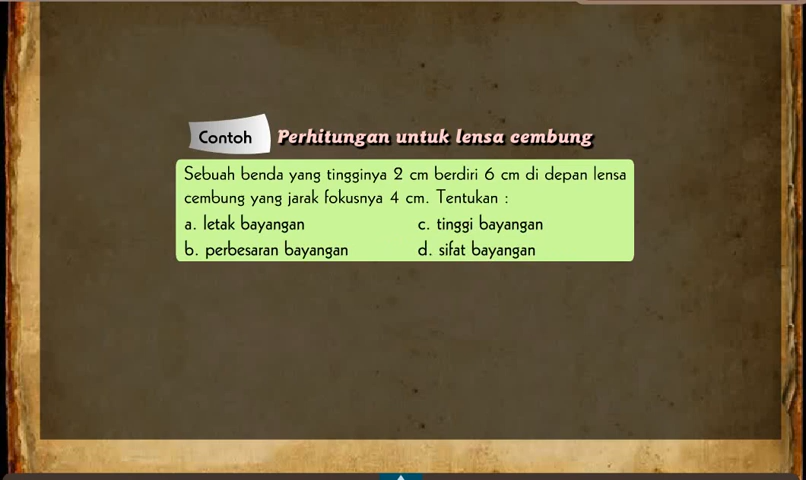 Contoh Perhitungan untuk lensa cembung
Sebuah benda yang tingginya 2 cm berdiri 6 cm di depan lensa
cembung yang jarak fokusnya 4 cm. Tentukan :
a. letak bayangan c. tinggi bayangan
b. perbesaran bayangan d. sifat bayangan